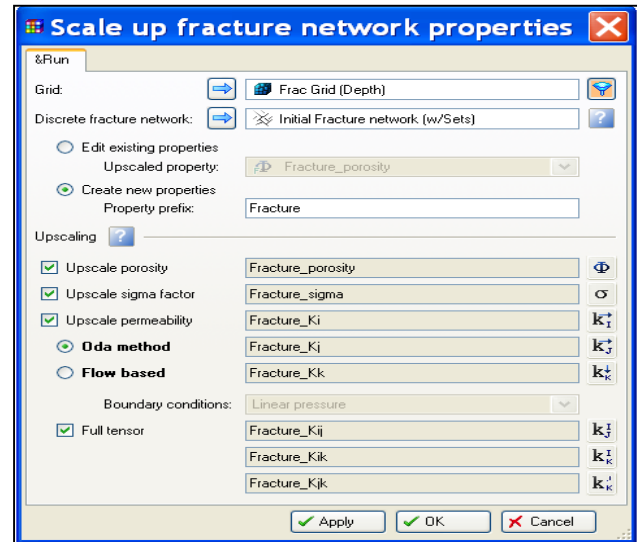 Scale up fracture network properties
&Run
Grid: Frac Grid (Depth)
Discrete fracture network: Initial Fracture network (w/Sets) ?
Edit existing properties
Upscaled property: Fracture_porosity
Create new properties
Property prefix: Fracture
Upscaling ?
Upscale porosity Fracture_porosity Φ
Upscale sigma factor Fracture_sigma σ
Upscale permeability Fracture_Ki
Oda method Fracture_Kj
Flow based Fracture_Kk
Boundary conditions: Linear pressure
Full tensor Fracture_Kij
Fracture_Kik
Fracture_Kjk
Apply OK Cancel